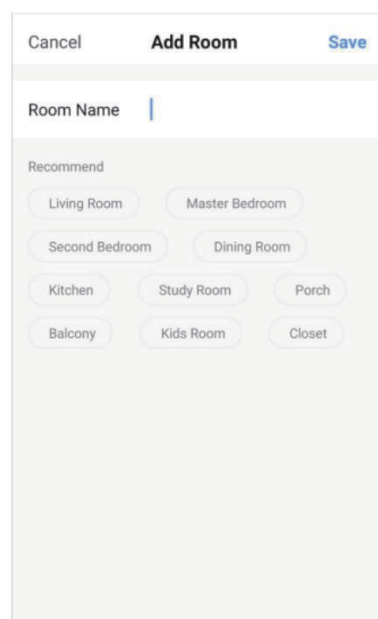 Cancel Add Room Save
Room Name
Recommend
Living Room Master Bedroom
Second Bedroom Dining Room
Kitchen Study Room Porch
Balcony Kids Room Closet